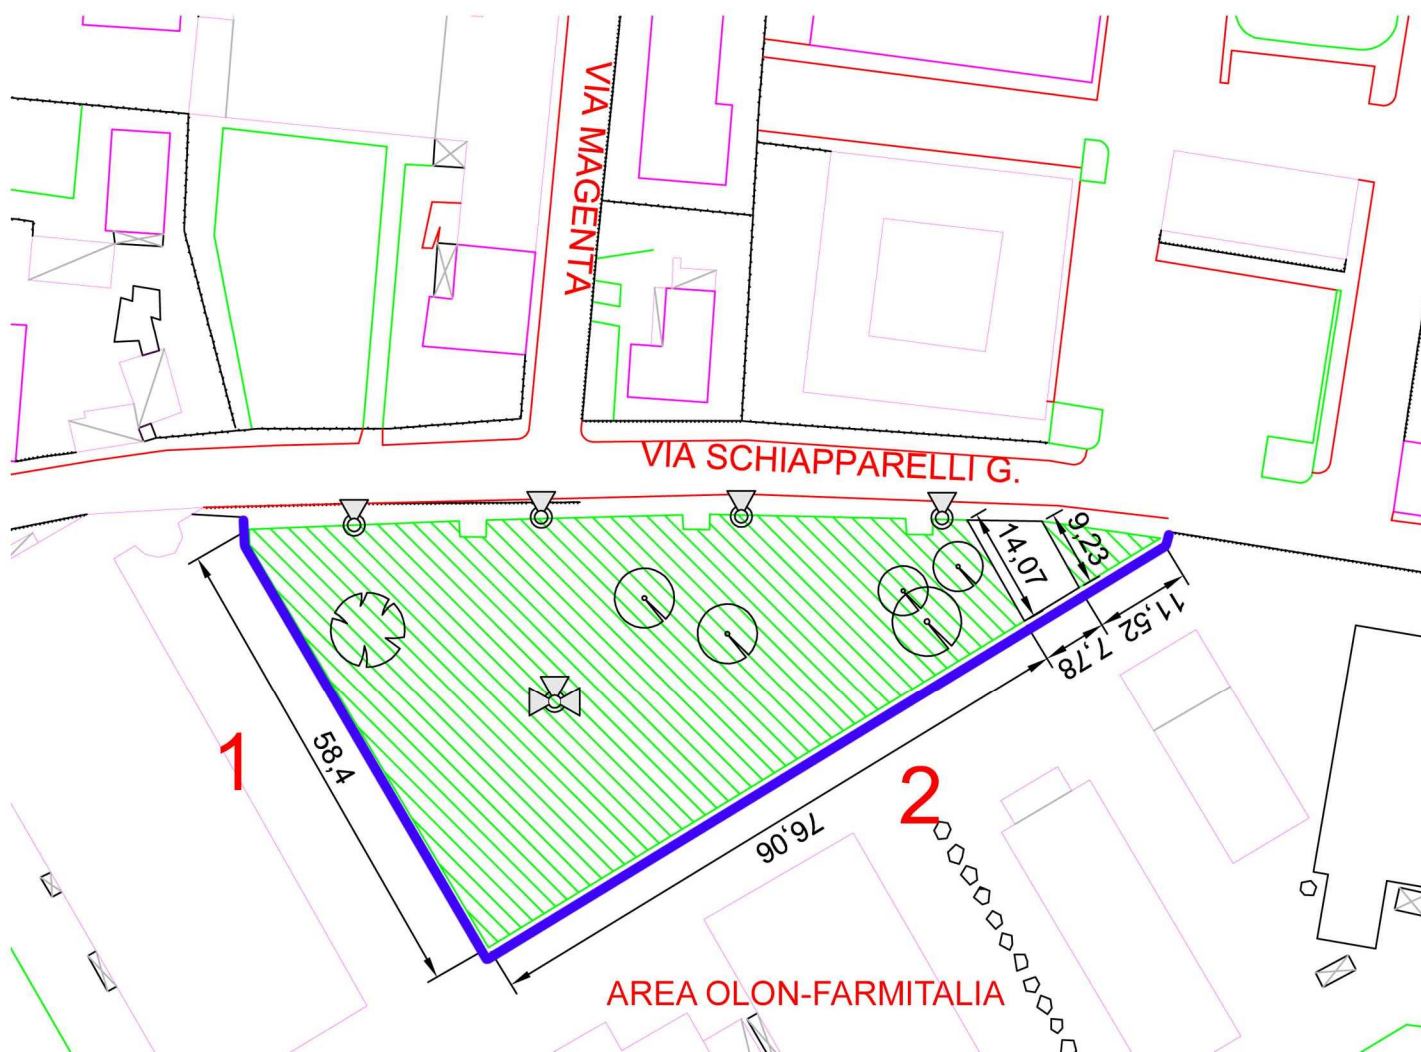 VIA MAGENTA
VIA SCHIAPPARELLI G.
14,07
9,23
11,52
7,78
1
58,4
2
76,06
AREA OLON-FARMITALIA